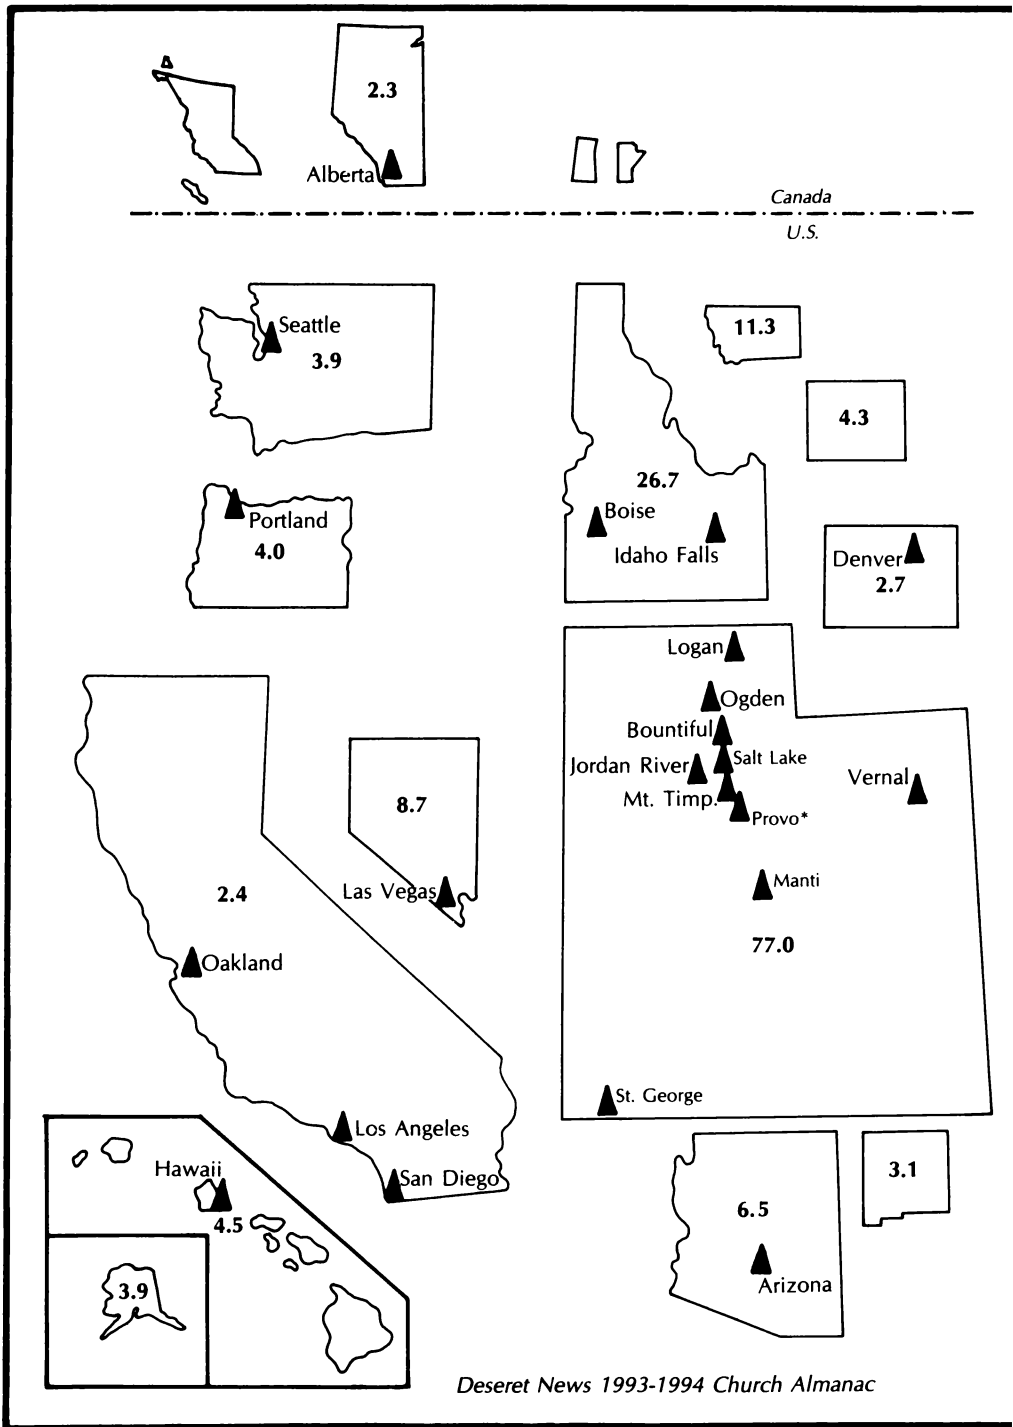 2.3
Alberta
Canada
U.S.
Seattle
3.9
11.3
4.3
26.7
Boise
Idaho Falls
Portland
4.0
Denver
2.7
Logan
Ogden
Bountiful
Salt Lake
Jordan River
Mt. Timp.
Provo*
Vernal
Manti
77.0
St. George
8.7
Las Vegas
2.4
Oakland
Los Angeles
San Diego
Hawaii
4.5
3.9
6.5
Arizona
3.1
Deseret News 1993-1994 Church Almanac